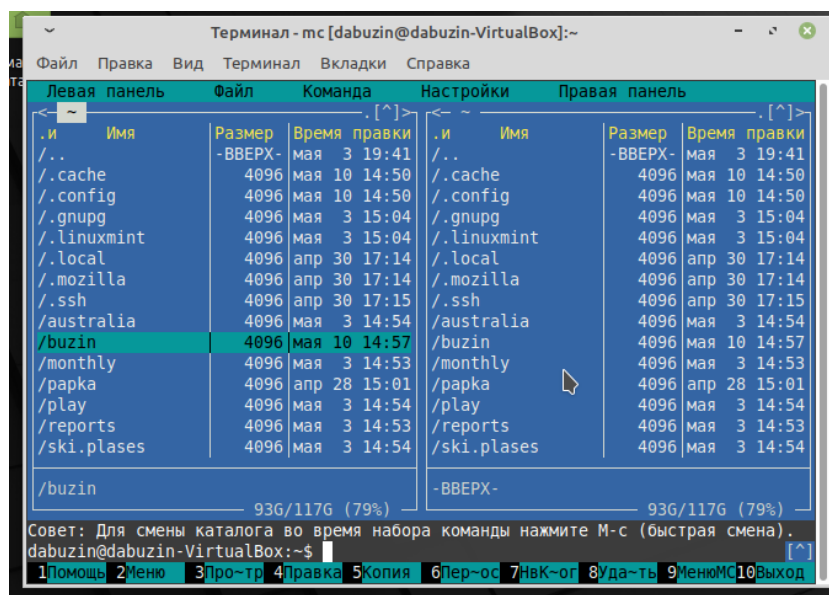 Терминал - mc [dabuzin@dabuzin-VirtualBox]:~
Файл Правка Вид Терминал Вкладки Справка
Левая панель Файл Команда Настройки Правая панель
<─ ~ ─.[^]> <─ ~ ─.[^]>
.и Имя Размер Время правки .и Имя Размер Время правки
/.. -ВВЕРХ- мая 3 19:41 /.. -ВВЕРХ- мая 3 19:41
/.cache 4096 мая 10 14:50 /.cache 4096 мая 10 14:50
/.config 4096 мая 10 14:50 /.config 4096 мая 10 14:50
/.gnupg 4096 мая 3 15:04 /.gnupg 4096 мая 3 15:04
/.linuxmint 4096 мая 3 15:04 /.linuxmint 4096 мая 3 15:04
/.local 4096 апр 30 17:14 /.local 4096 апр 30 17:14
/.mozilla 4096 апр 30 17:14 /.mozilla 4096 апр 30 17:14
/.ssh 4096 апр 30 17:15 /.ssh 4096 апр 30 17:15
/australia 4096 мая 3 14:54 /australia 4096 мая 3 14:54
/buzin 4096 мая 10 14:57 /buzin 4096 мая 10 14:57
/monthly 4096 мая 3 14:53 /monthly 4096 мая 3 14:53
/papka 4096 апр 28 15:01 /papka 4096 апр 28 15:01
/play 4096 мая 3 14:54 /play 4096 мая 3 14:54
/reports 4096 мая 3 14:53 /reports 4096 мая 3 14:53
/ski.plases 4096 мая 3 14:54 /ski.plases 4096 мая 3 14:54
/buzin -ВВЕРХ-
93G/117G (79%) 93G/117G (79%)
Совет: Для смены каталога во время набора команды нажмите M-c (быстрая смена).
dabuzin@dabuzin-VirtualBox:~$ [^]
1Помощь 2Меню 3Про~тр 4Правка 5Копия 6Пер~ос 7НвК~ог 8Уда~ть 9МенюMC 10Выход